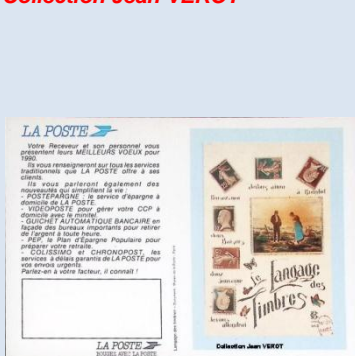 Collection Jean VEROT
LA POSTE
Votre Receveur et son personnel vous
présentent leurs MEILLEURS VOEUX pour
1990.
Ils vous renseigneront sur tous les services
traditionnels que LA POSTE offre à ses
clients.
Ils vous parleront également des
nouveautés qui simplifient la vie :
- POSTEPARGNE : le service d'épargne à
domicile de LA POSTE.
- VIDEOPOSTE pour gérer votre CCP à
domicile avec le minitel.
- GUICHET AUTOMATIQUE BANCAIRE en
façade des bureaux importants pour retirer
de l'argent à toute heure.
- PEP, le Plan d'Epargne Populaire pour
préparer votre retraite.
- COLISSIMO et CHRONOPOST, les
services à délais garantis de LA POSTE pour
vos envois urgents.
Parlez-en à votre facteur, il connaît !
LA POSTE
BOUGEZ AVEC LA POSTE
Le Langage
des
Timbres
Collection Jean VEROT